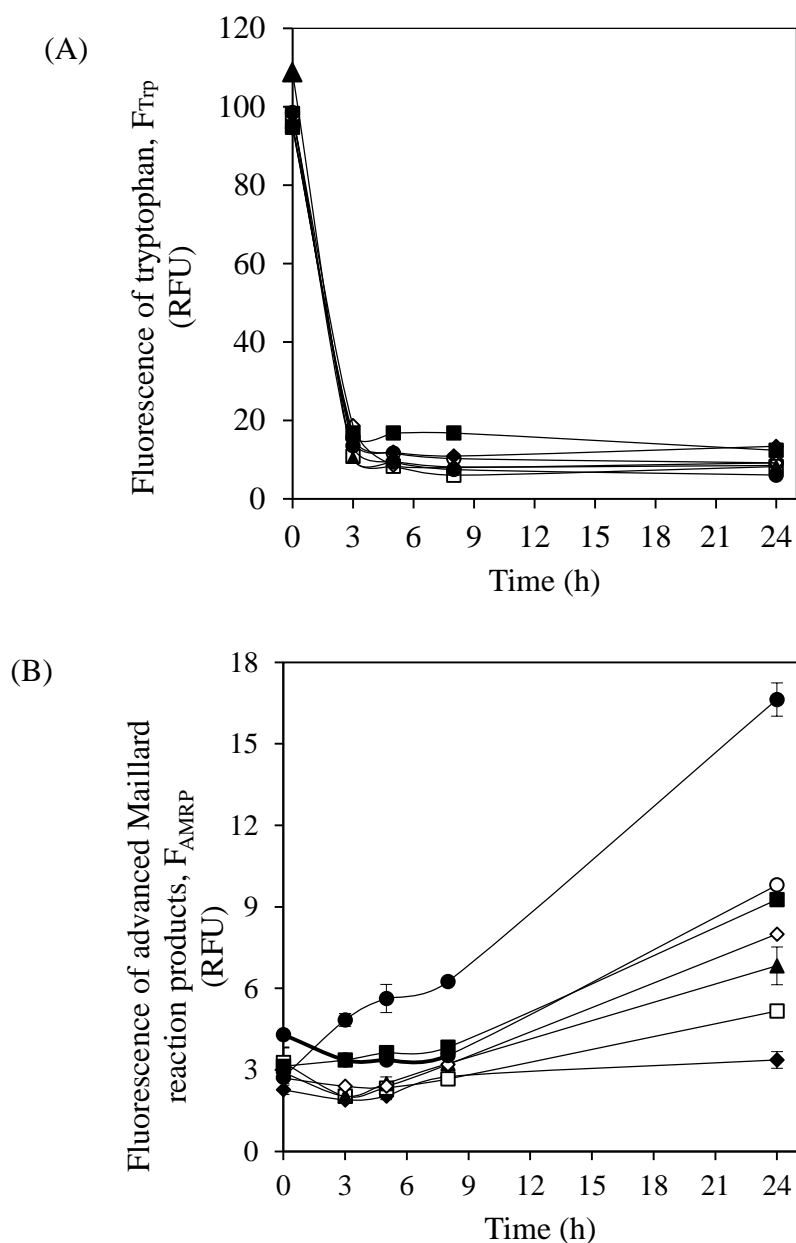 (A)
Fluorescence of tryptophan, FTrp
(RFU)
120
100
80
60
40
20
0
0 3 6 9 12 15 18 21 24
Time (h)
(B)
Fluorescence of advanced Maillard
reaction products, FAMRP
(RFU)
18
15
12
9
6
3
0
0 3 6 9 12 15 18 21 24
Time (h)